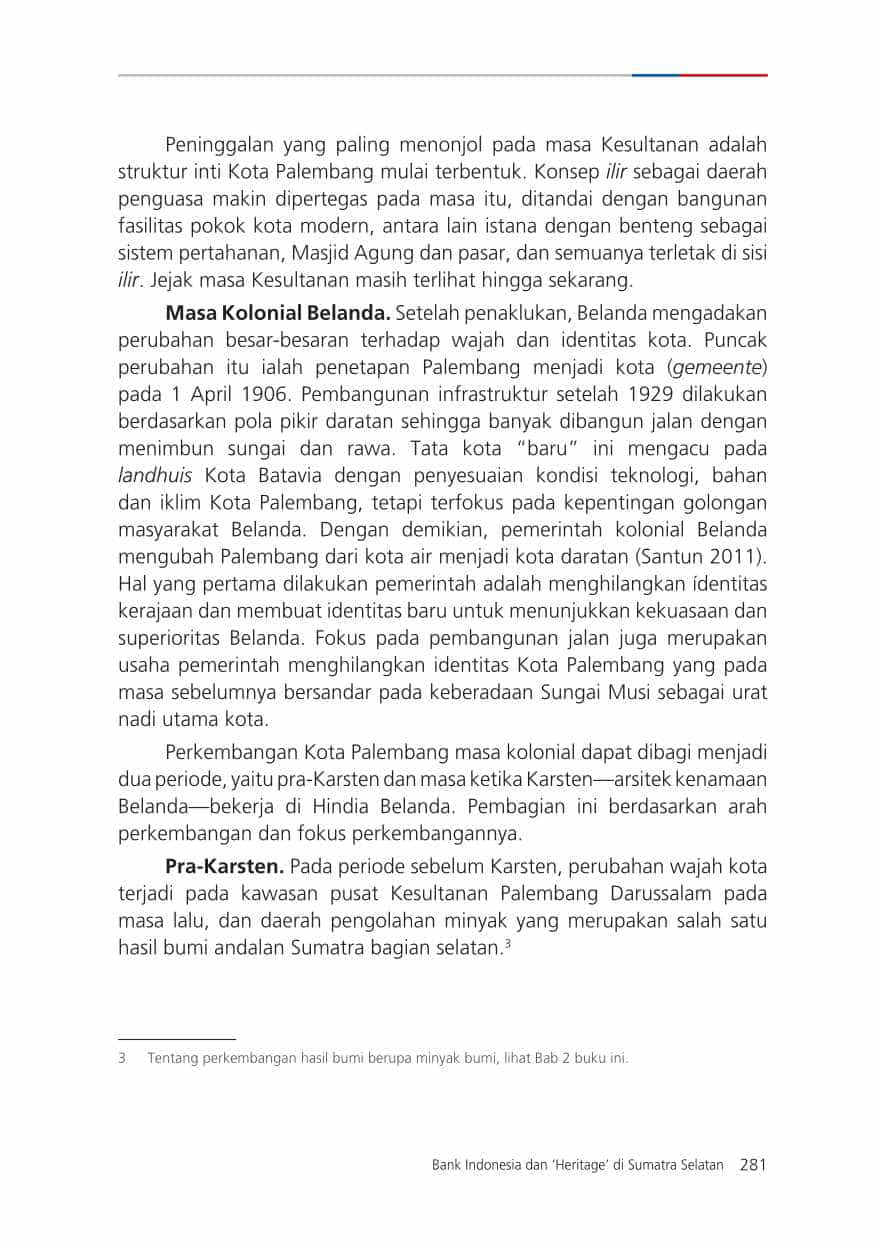 Peninggalan yang paling menonjol pada masa Kesultanan adalah
struktur inti Kota Palembang mulai terbentuk. Konsep ilir sebagai daerah
penguasa makin dipertegas pada masa itu, ditandai dengan bangunan
fasilitas pokok kota modern, antara lain istana dengan benteng sebagai
sistem pertahanan, Masjid Agung dan pasar, dan semuanya terletak di sisi
ilir. Jejak masa Kesultanan masih terlihat hingga sekarang.
Masa Kolonial Belanda. Setelah penaklukan, Belanda mengadakan
perubahan besar-besaran terhadap wajah dan identitas kota. Puncak
perubahan itu ialah penetapan Palembang menjadi kota (gemeente)
pada 1 April 1906. Pembangunan infrastruktur setelah 1929 dilakukan
berdasarkan pola pikir daratan sehingga banyak dibangun jalan dengan
menimbun sungai dan rawa. Tata kota “baru” ini mengacu pada
landhuis Kota Batavia dengan penyesuaian kondisi teknologi, bahan
dan iklim Kota Palembang, tetapi terfokus pada kepentingan golongan
masyarakat Belanda. Dengan demikian, pemerintah kolonial Belanda
mengubah Palembang dari kota air menjadi kota daratan (Santun 2011).
Hal yang pertama dilakukan pemerintah adalah menghilangkan ídentitas
kerajaan dan membuat identitas baru untuk menunjukkan kekuasaan dan
superioritas Belanda. Fokus pada pembangunan jalan juga merupakan
usaha pemerintah menghilangkan identitas Kota Palembang yang pada
masa sebelumnya bersandar pada keberadaan Sungai Musi sebagai urat
nadi utama kota.
Perkembangan Kota Palembang masa kolonial dapat dibagi menjadi
dua periode, yaitu pra-Karsten dan masa ketika Karsten—arsitek kenamaan
Belanda—bekerja di Hindia Belanda. Pembagian ini berdasarkan arah
perkembangan dan fokus perkembangannya.
Pra-Karsten. Pada periode sebelum Karsten, perubahan wajah kota
terjadi pada kawasan pusat Kesultanan Palembang Darussalam pada
masa lalu, dan daerah pengolahan minyak yang merupakan salah satu
hasil bumi andalan Sumatra bagian selatan.³
3 Tentang perkembangan hasil bumi berupa minyak bumi, lihat Bab 2 buku ini.
Bank Indonesia dan ‘Heritage’ di Sumatra Selatan 281